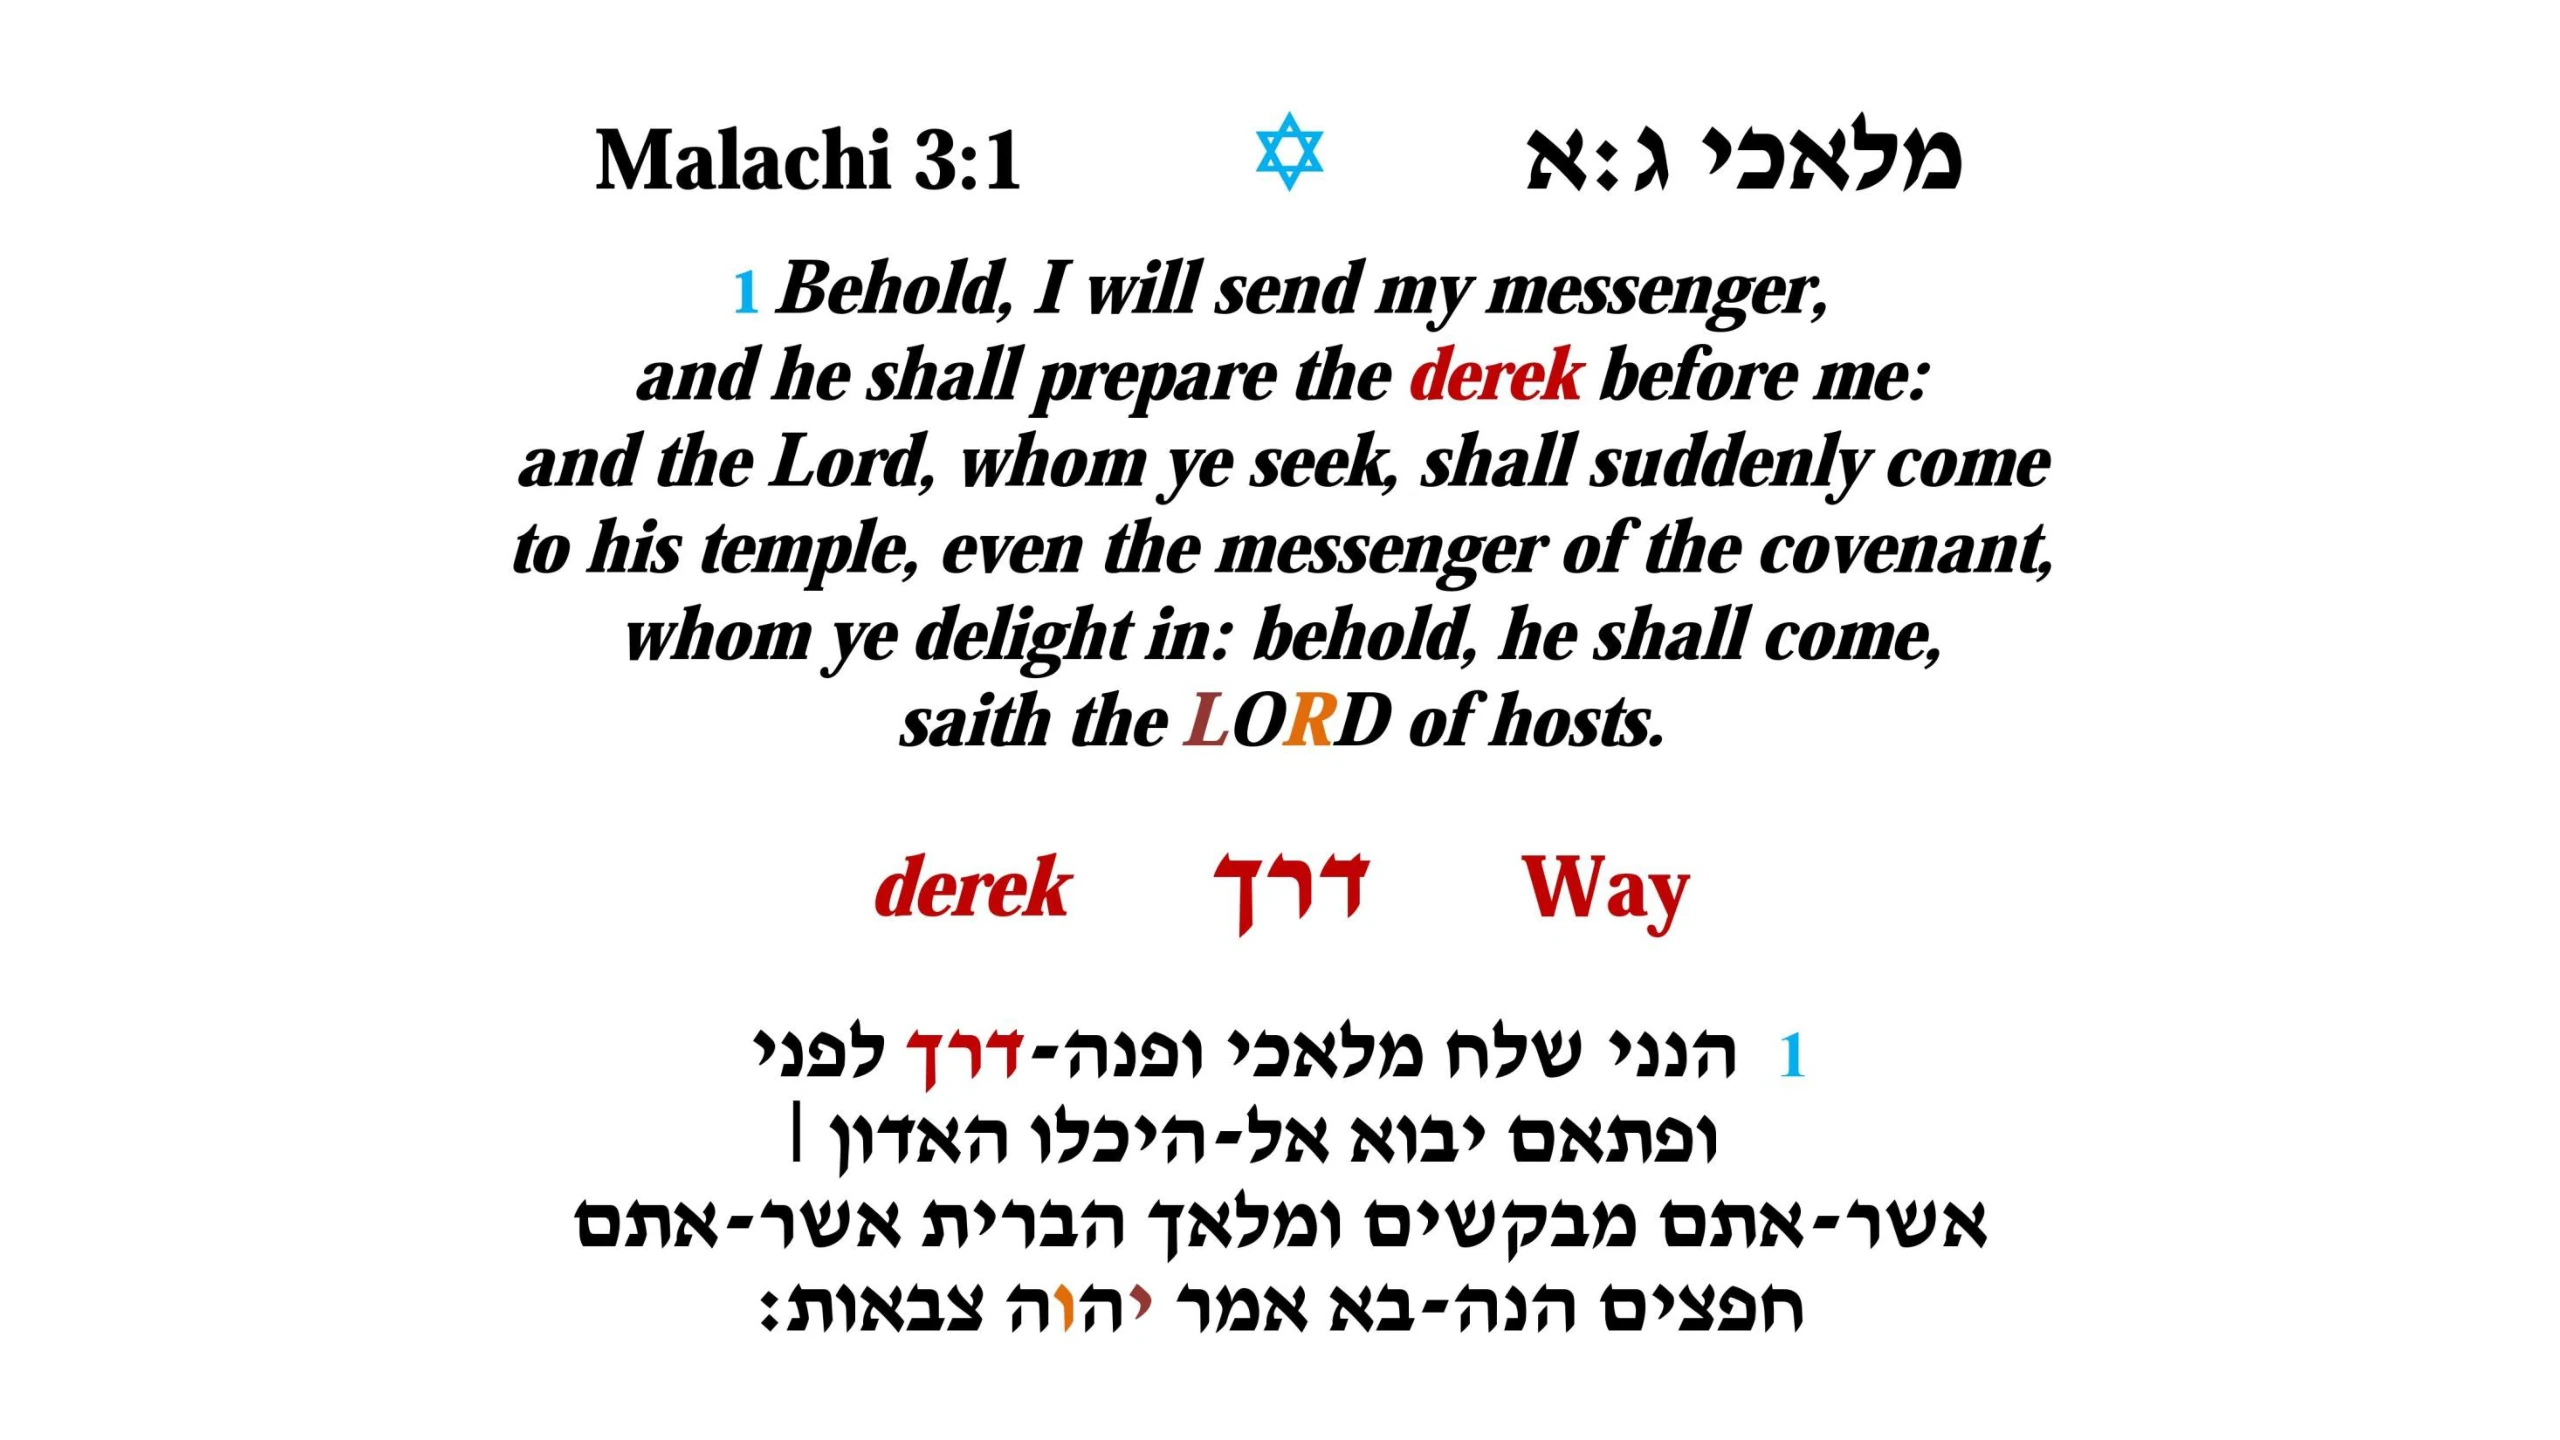 Malachi 3:1 ✡ מלאכי ג:א
1 Behold, I will send my messenger,
and he shall prepare the derek before me:
and the Lord, whom ye seek, shall suddenly come
to his temple, even the messenger of the covenant,
whom ye delight in: behold, he shall come,
saith the LORD of hosts.
derek דרך Way
1 הנני שלח מלאכי ופנה-דרך לפני
ופתאם יבוא אל-היכלו האדון |
אשר-אתם מבקשים ומלאך הברית אשר-אתם
חפצים הנה-בא אמר יהוה צבאות: